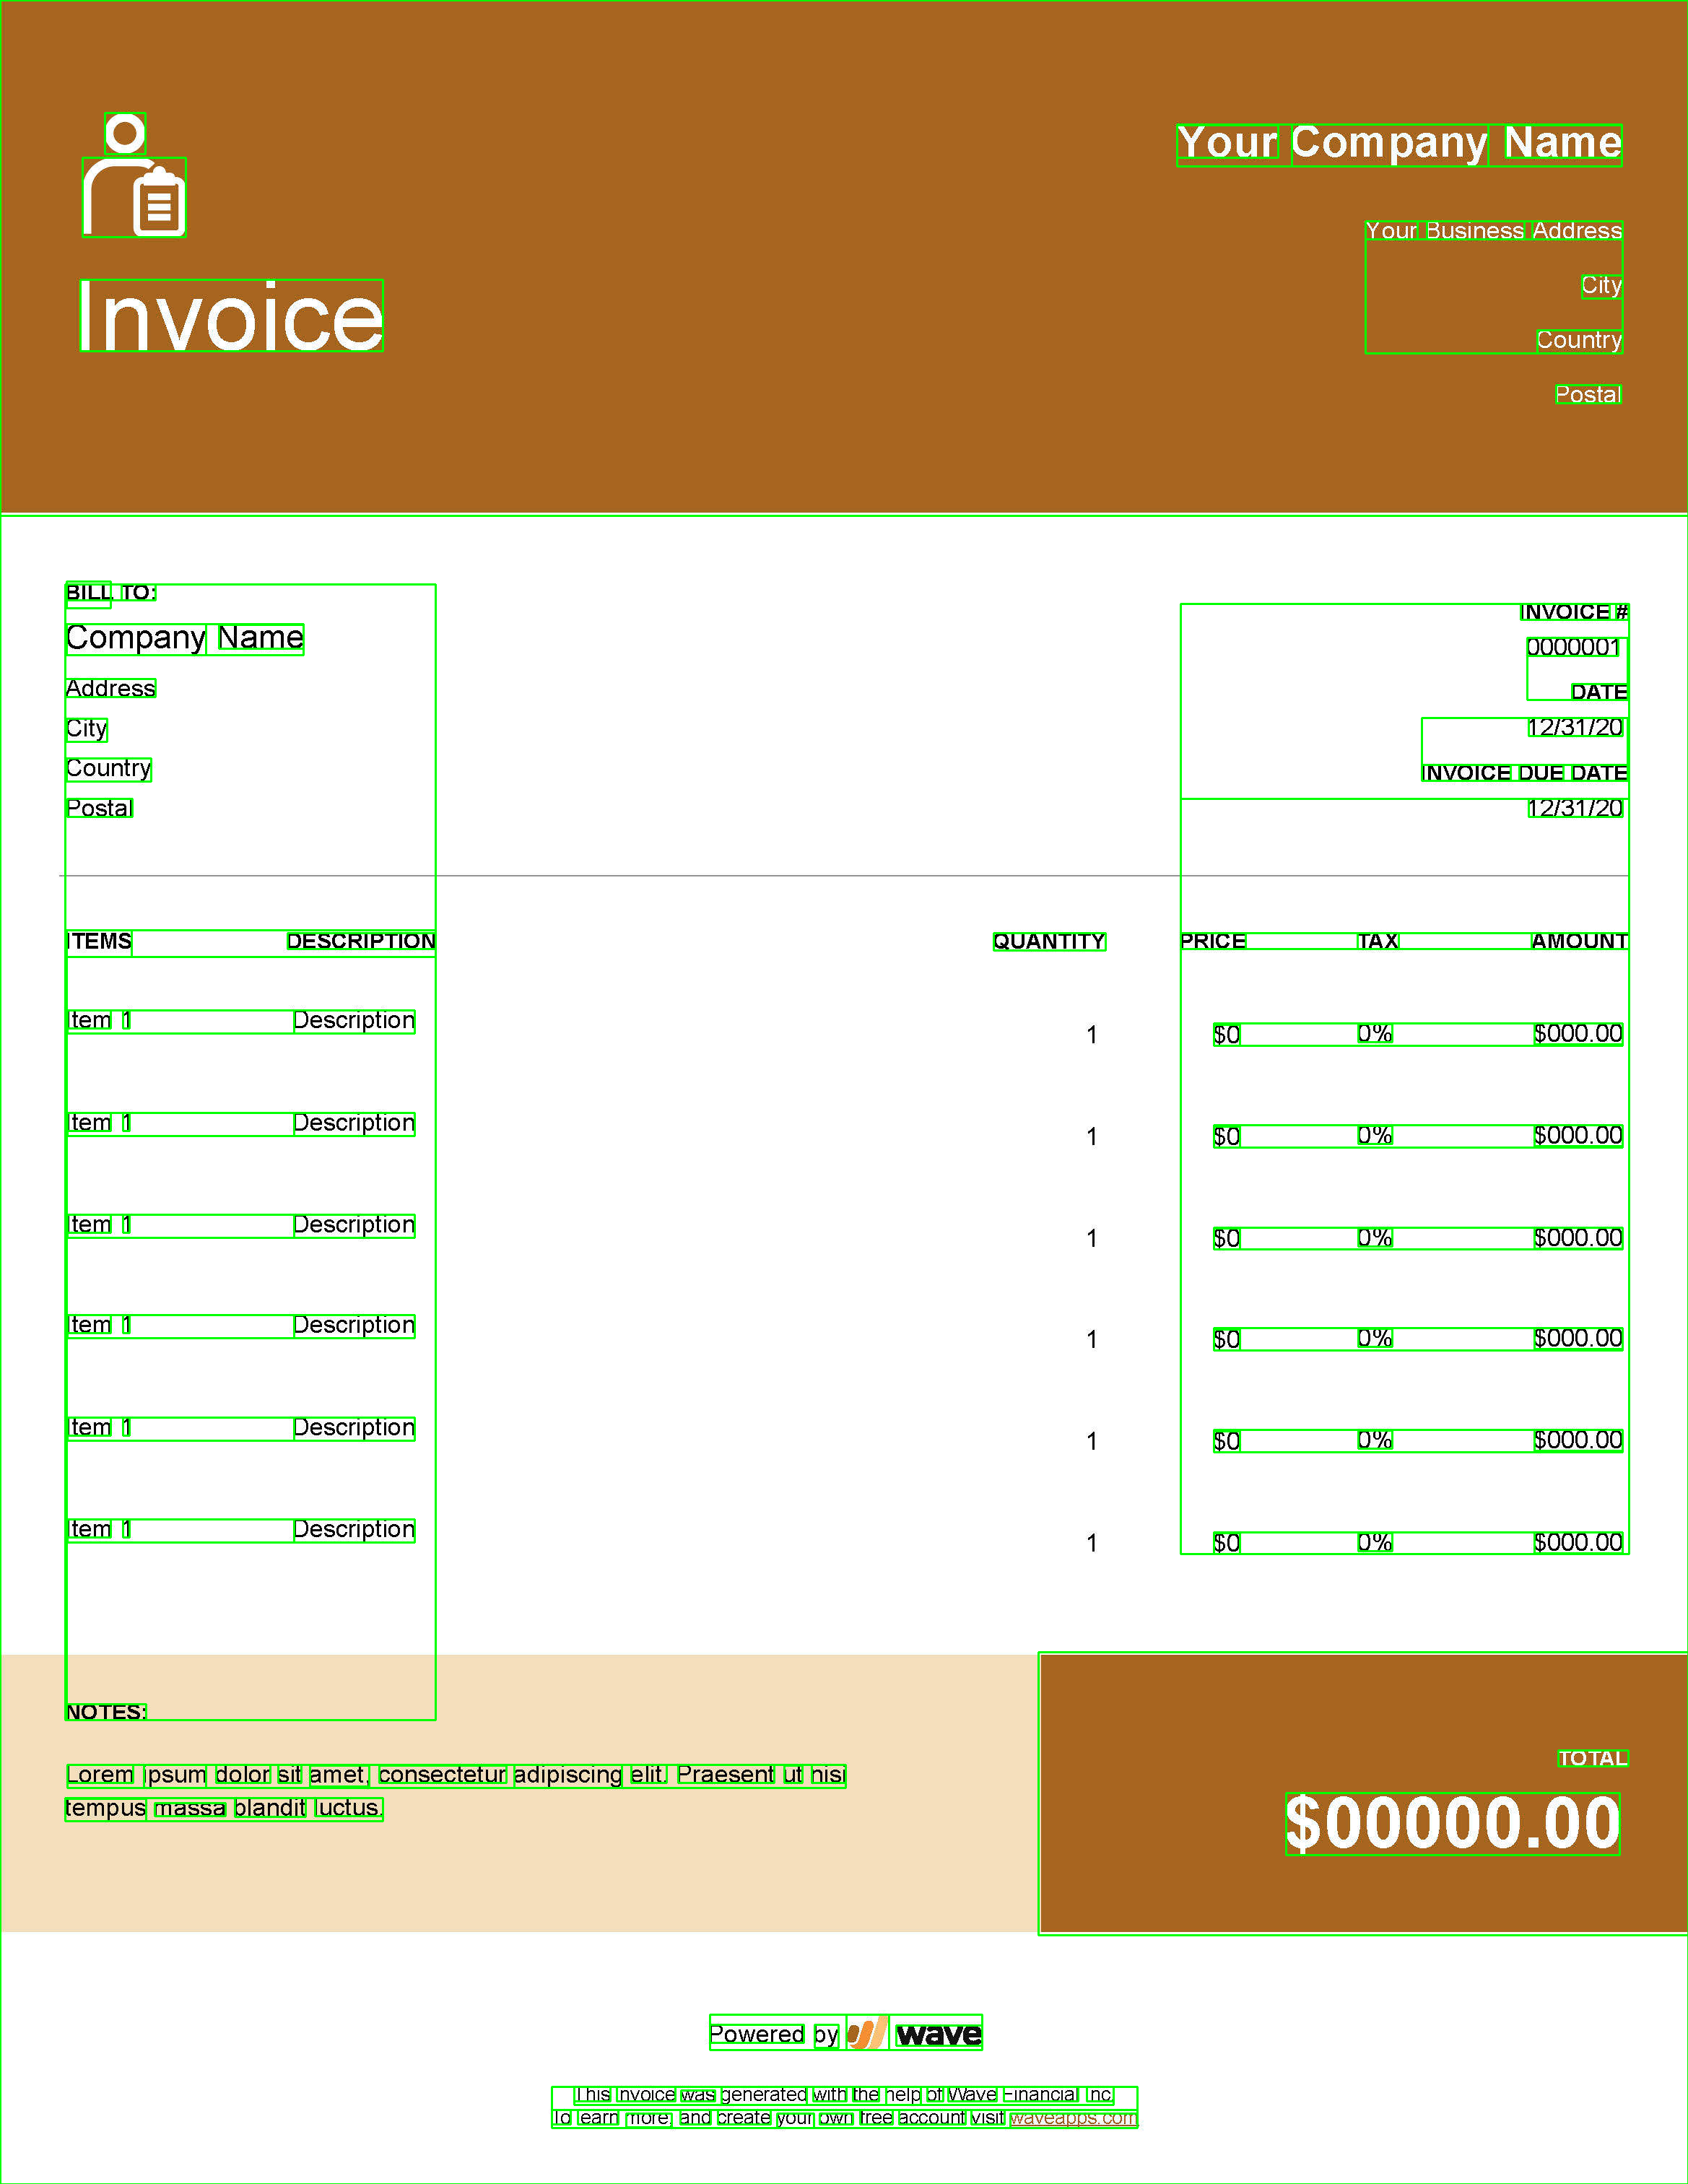 Your Company Name
Your Business Address
City
Country
Postal
Invoice
BILL TO:
Company Name
Address
City
Country
Postal
INVOICE #
0000001
DATE
12/31/20
INVOICE DUE DATE
12/31/20
ITEMS DESCRIPTION QUANTITY PRICE TAX AMOUNT
Item 1 Description 1 $0 0% $000.00
Item 1 Description 1 $0 0% $000.00
Item 1 Description 1 $0 0% $000.00
Item 1 Description 1 $0 0% $000.00
Item 1 Description 1 $0 0% $000.00
Item 1 Description 1 $0 0% $000.00
NOTES:
Lorem ipsum dolor sit amet, consectetur adipiscing elit. Praesent ut nisi
tempus massa blandit luctus.
TOTAL
$00000.00
Powered by wave
This invoice was generated with the help of Wave Financial Inc.
To learn more, and create your own free account visit waveapps.com